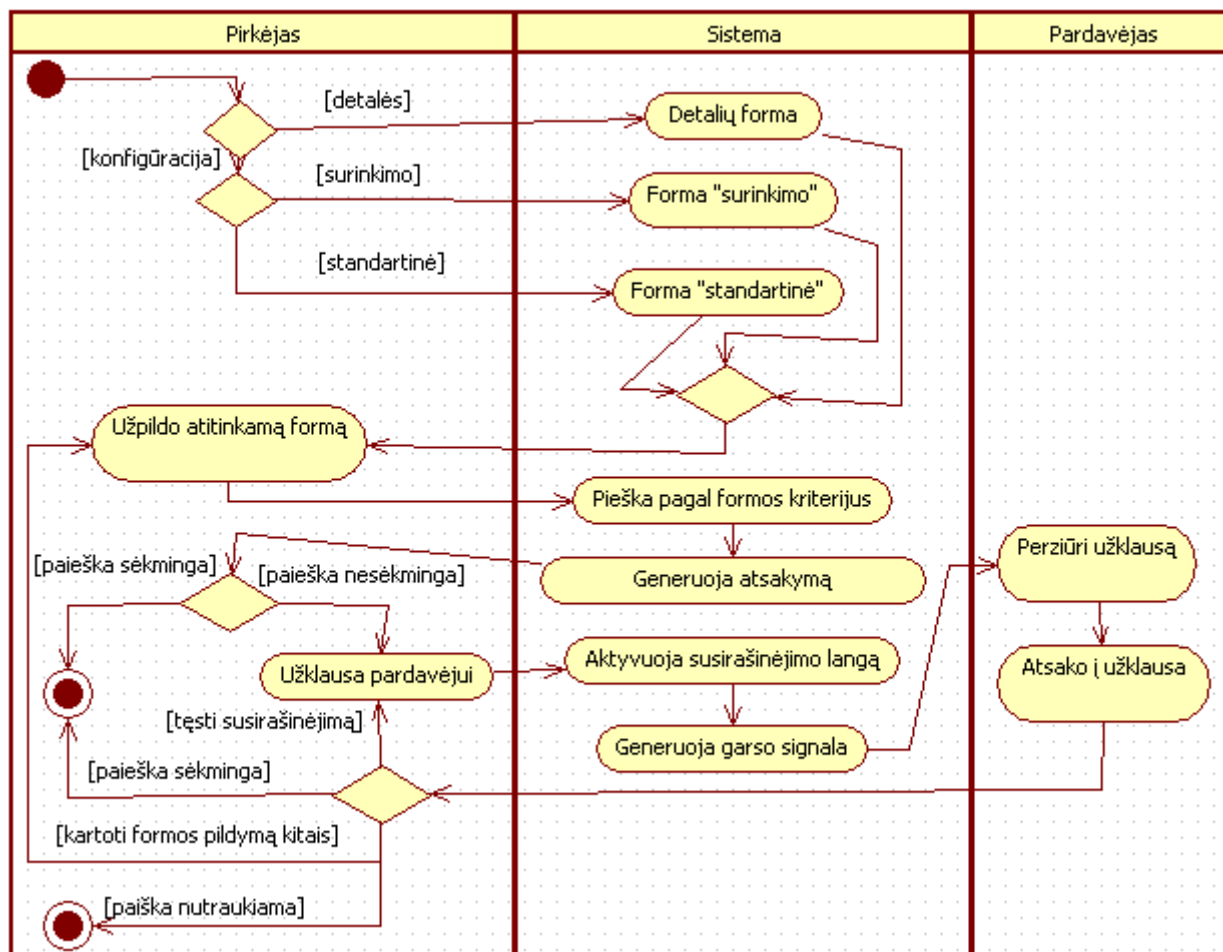 Pirkėjas
Sistema
Pardavėjas
[detalės]
Detalių forma
[konfigūracija]
[surinkimo]
Forma "surinkimo"
[standartinė]
Forma "standartinė"
Užpildo atitinkamą formą
Pieška pagal formos kriterijus
[paieška sėkminga]
[paieška nesėkminga]
Generuoja atsakymą
Perziūri užklausą
Užklausa pardavėjui
Aktyvuoja susirašinėjimo langą
Atsako į užklausa
[tęsti susirašinėjimą]
Generuoja garso signala
[paieška sėkminga]
[kartoti formos pildymą kitais]
[paiška nutraukiama]